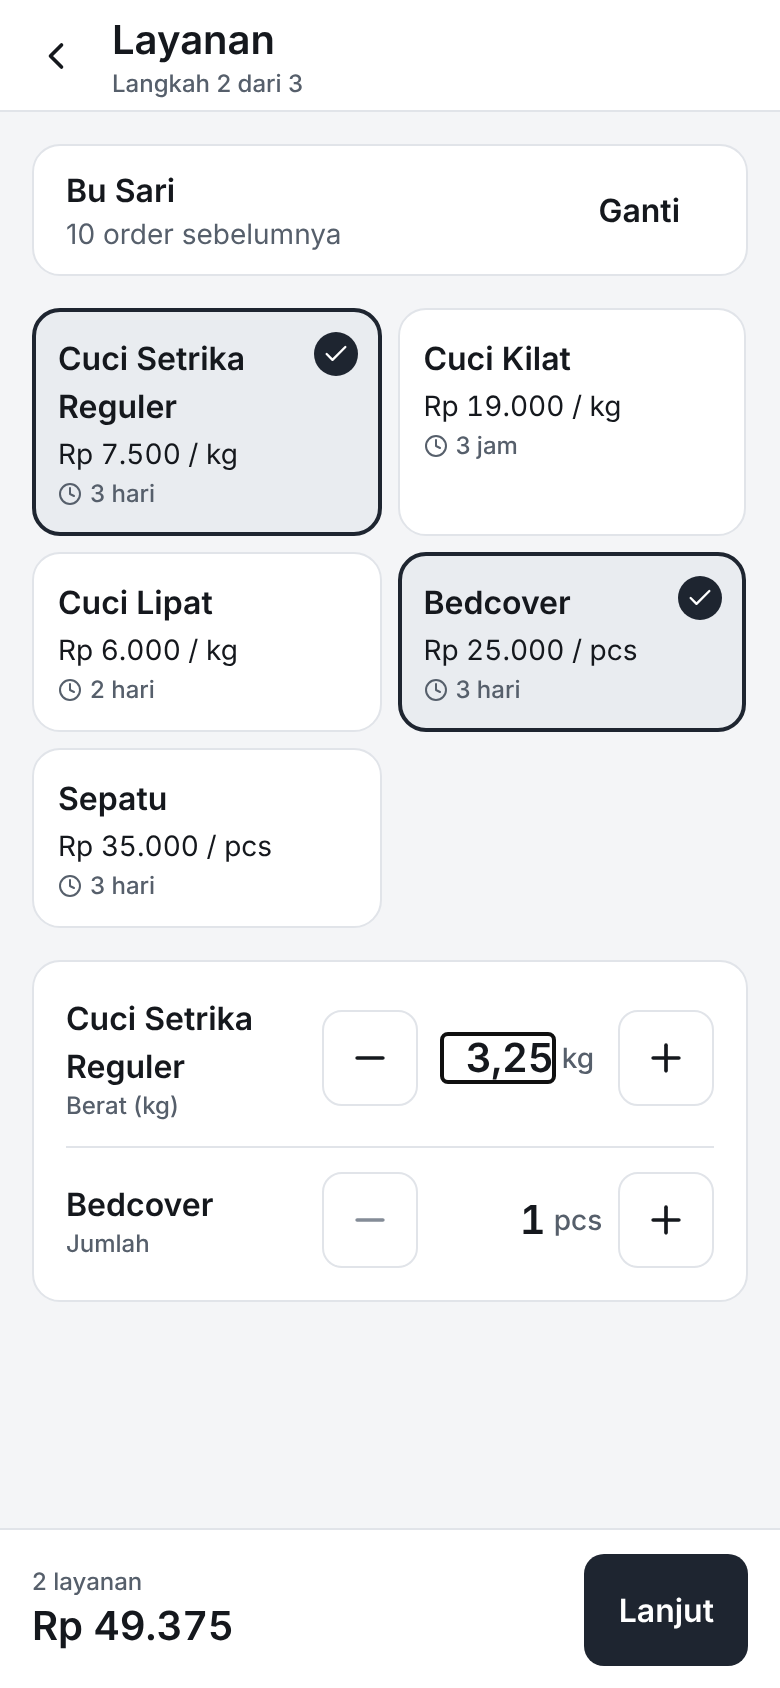 Layanan
Langkah 2 dari 3
Bu Sari
10 order sebelumnya
Ganti
Cuci Setrika
Reguler
Rp 7.500 / kg
3 hari
Cuci Kilat
Rp 19.000 / kg
3 jam
Cuci Lipat
Rp 6.000 / kg
2 hari
Bedcover
Rp 25.000 / pcs
3 hari
Sepatu
Rp 35.000 / pcs
3 hari
Cuci Setrika
Reguler
Berat (kg)
3,25 kg
Bedcover
Jumlah
1 pcs
2 layanan
Rp 49.375
Lanjut